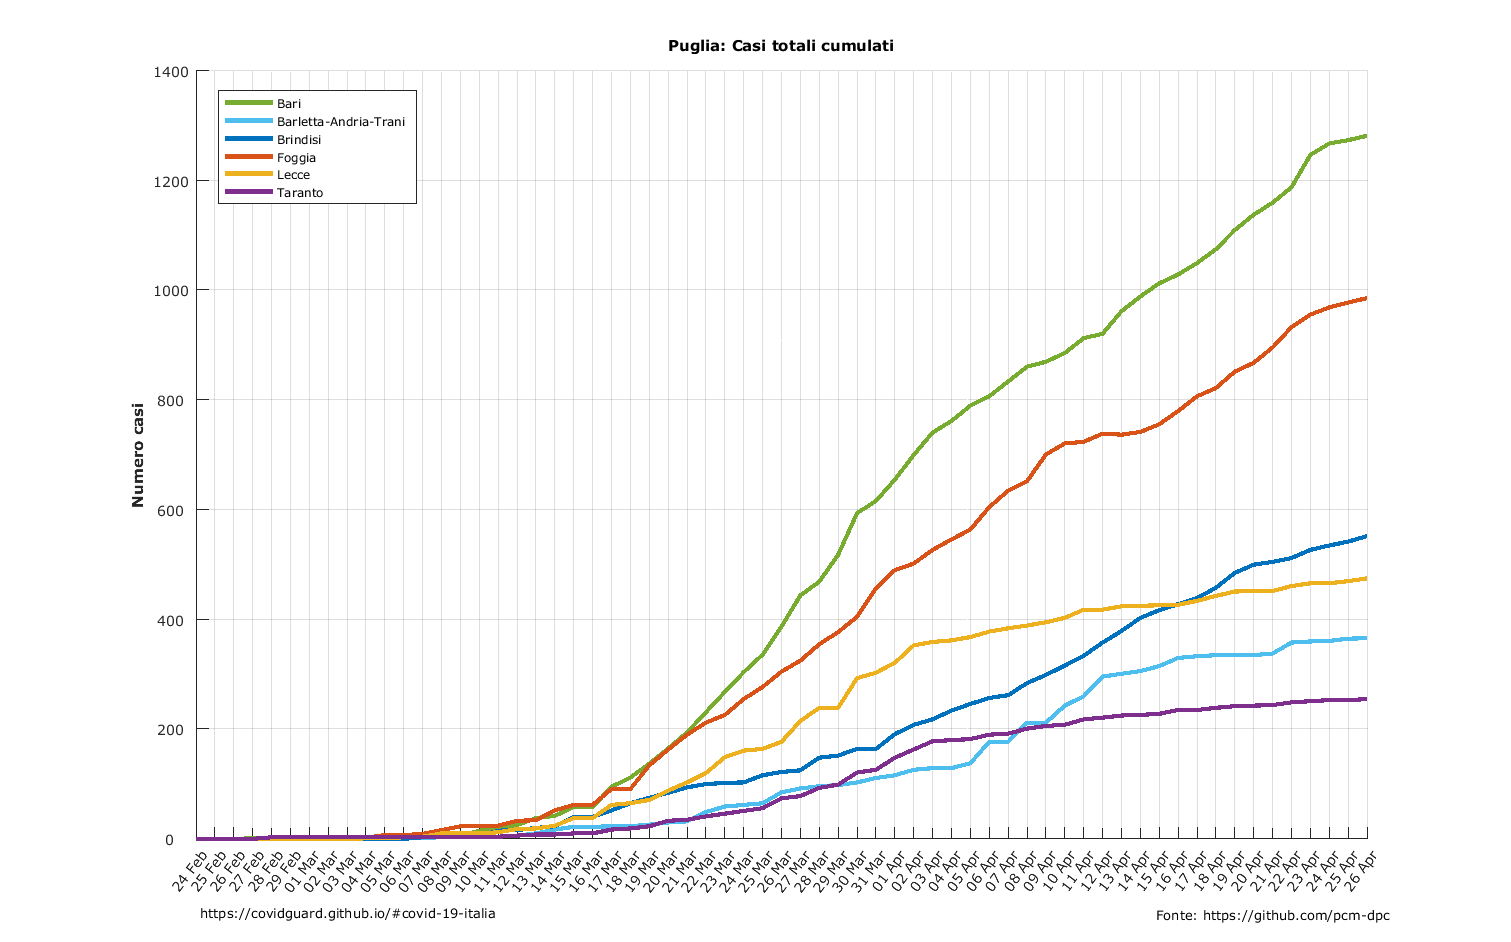 Puglia: Casi totali cumulati
1400
1200
1000
800
600
400
200
0
Numero casi
Bari
Barletta-Andria-Trani
Brindisi
Foggia
Lecce
Taranto
24 Feb
25 Feb
26 Feb
27 Feb
28 Feb
29 Feb
01 Mar
02 Mar
03 Mar
04 Mar
05 Mar
06 Mar
07 Mar
08 Mar
09 Mar
10 Mar
11 Mar
12 Mar
13 Mar
14 Mar
15 Mar
16 Mar
17 Mar
18 Mar
19 Mar
20 Mar
21 Mar
22 Mar
23 Mar
24 Mar
25 Mar
26 Mar
27 Mar
28 Mar
29 Mar
30 Mar
31 Mar
01 Apr
02 Apr
03 Apr
04 Apr
05 Apr
06 Apr
07 Apr
08 Apr
09 Apr
10 Apr
11 Apr
12 Apr
13 Apr
14 Apr
15 Apr
16 Apr
17 Apr
18 Apr
19 Apr
20 Apr
21 Apr
22 Apr
23 Apr
24 Apr
25 Apr
26 Apr
https://covidguard.github.io/#covid-19-italia
Fonte: https://github.com/pcm-dpc